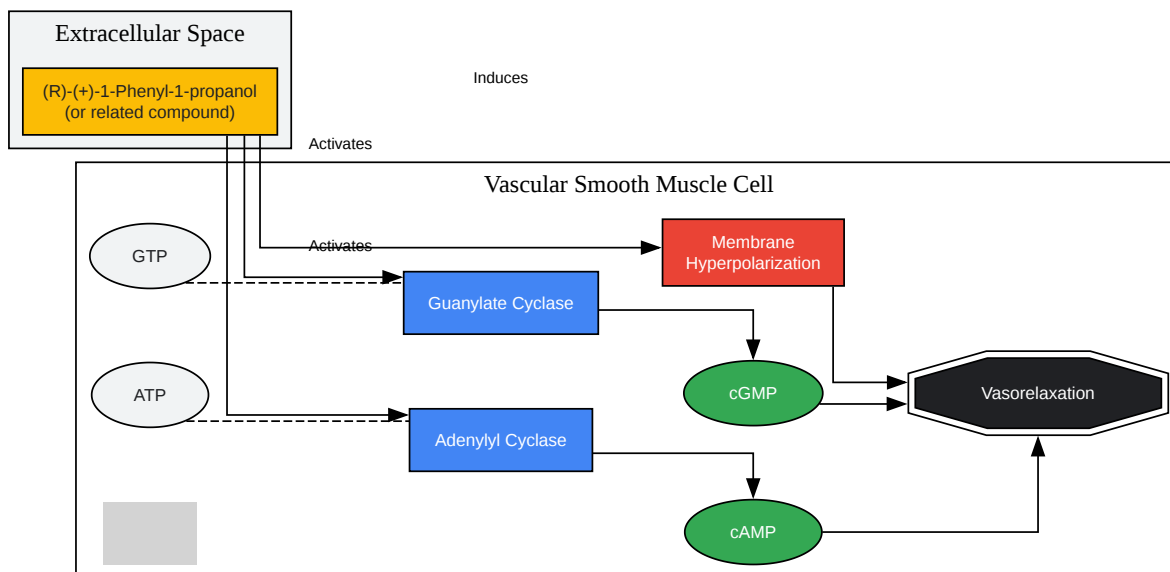 Extracellular Space
(R)-(+)-1-Phenyl-1-propanol
(or related compound)
Induces
Activates
Vascular Smooth Muscle Cell
GTP
Activates
Membrane
Hyperpolarization
Guanylate Cyclase
ATP
cGMP
Vasorelaxation
Adenylyl Cyclase
cAMP